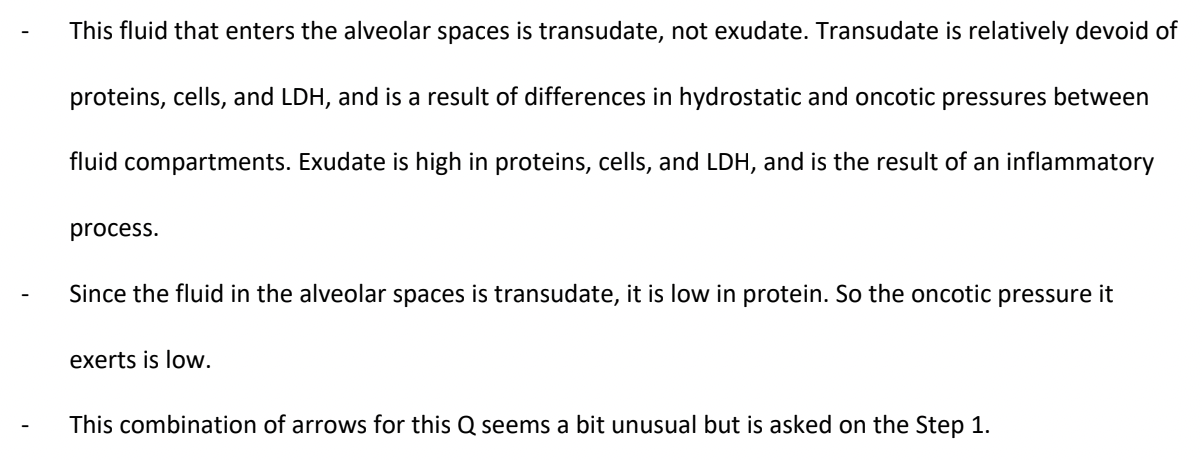 - This fluid that enters the alveolar spaces is transudate, not exudate. Transudate is relatively devoid of
proteins, cells, and LDH, and is a result of differences in hydrostatic and oncotic pressures between
fluid compartments. Exudate is high in proteins, cells, and LDH, and is the result of an inflammatory
process.
- Since the fluid in the alveolar spaces is transudate, it is low in protein. So the oncotic pressure it
exerts is low.
- This combination of arrows for this Q seems a bit unusual but is asked on the Step 1.